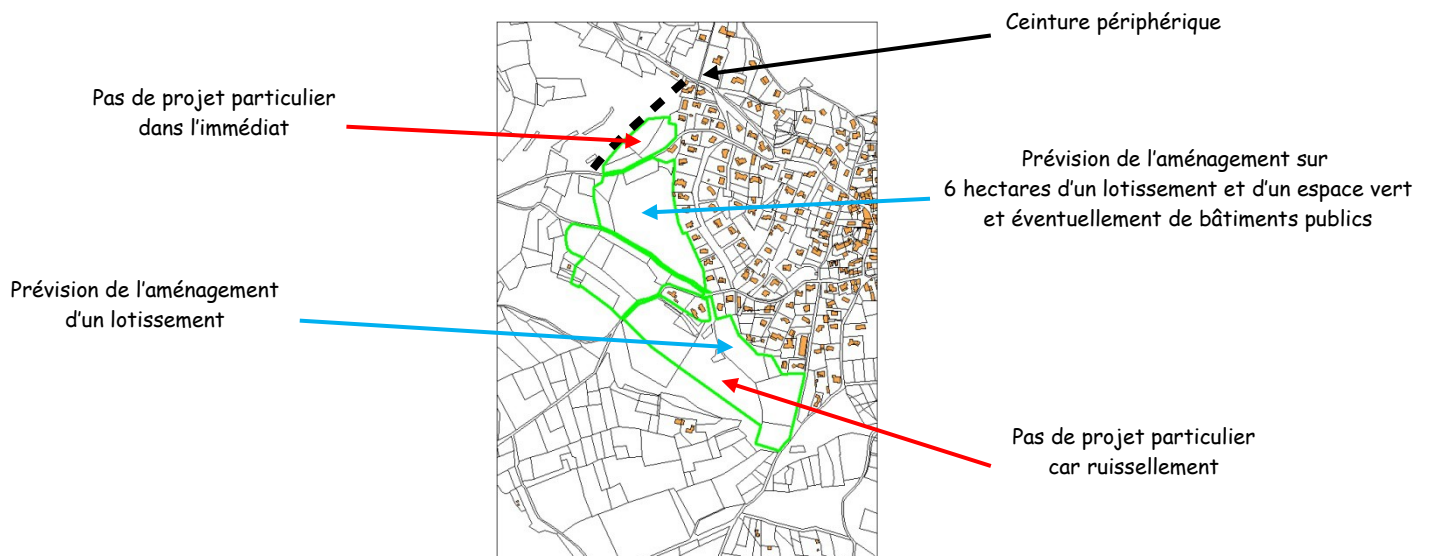 Ceinture périphérique
Pas de projet particulier
dans l'immédiat
Prévision de l'aménagement sur
6 hectares d'un lotissement et d'un espace vert
et éventuellement de bâtiments publics
Prévision de l'aménagement
d'un lotissement
Pas de projet particulier
car ruissellement